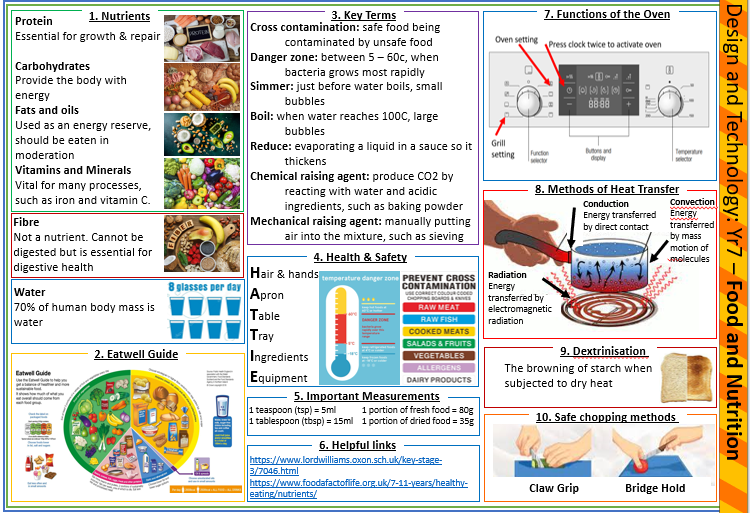 1. Nutrients
Protein
Essential for growth & repair
Carbohydrates
Provide the body with
energy
Fats and oils
Used as an energy reserve,
should be eaten in
moderation
Vitamins and Minerals
Vital for many processes,
such as iron and vitamin C.
Fibre
Not a nutrient. Cannot be
digested but is essential for
digestive health
Water
70% of human body mass is
water
8 glasses per day
2. Eatwell Guide
Eatwell Guide
3. Key Terms
Cross contamination: safe food being
contaminated by unsafe food
Danger zone: between 5 – 60c, when
bacteria grows most rapidly
Simmer: just before water boils, small
bubbles
Boil: when water reaches 100C, large
bubbles
Reduce: evaporating a liquid in a sauce so it
thickens
Chemical raising agent: produce CO2 by
reacting with water and acidic
ingredients, such as baking powder
Mechanical raising agent: manually putting
air into the mixture, such as sieving
4. Health & Safety
Hair & hands
Apron
Table
Tray
Ingredients
Equipment
temperature danger zone
PREVENT CROSS
CONTAMINATION
USE CORRECT COLOUR CODED
CHOPPING BOARDS & KNIVES
RAW MEAT
RAW FISH
COOKED MEATS
SALADS & FRUITS
VEGETABLES
ALLERGENS
DAIRY PRODUCTS
5. Important Measurements
1 teaspoon (tsp) = 5ml 1 portion of fresh food = 80g
1 tablespoon (tbsp) = 15ml 1 portion of dried food = 35g
6. Helpful links
https://www.lordwilliams.oxon.sch.uk/key-stage-
3/7046.html
https://www.foodafactoflife.org.uk/7-11-years/healthy-
eating/nutrients/
7. Functions of the Oven
Oven setting
Press clock twice to activate oven
Grill
setting
Function
selector
Buttons and
display
Temperature
selector
8. Methods of Heat Transfer
Conduction
Energy transferred
by direct contact
Convection
Energy
transferred
by mass
motion of
molecules
Radiation
Energy
transferred by
electromagnetic
radiation
9. Dextrinisation
The browning of starch when
subjected to dry heat
10. Safe chopping methods
Claw Grip
Bridge Hold
Design and Technology: Yr7 – Food and Nutrition